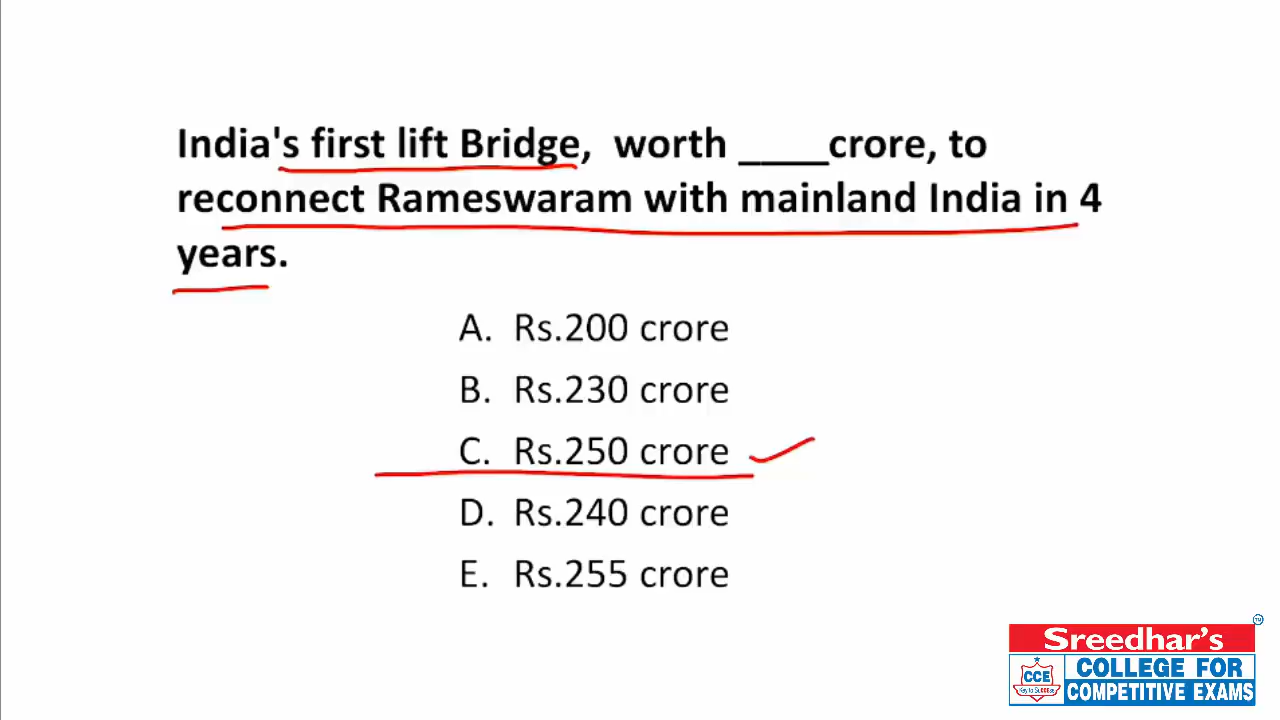 India's first lift Bridge, worth ____crore, to
reconnect Rameswaram with mainland India in 4
years.
A. Rs.200 crore
B. Rs.230 crore
C. Rs.250 crore
D. Rs.240 crore
E. Rs.255 crore
TM
Sreedhar's
CCE
COLLEGE FOR
COMPETITIVE EXAMS